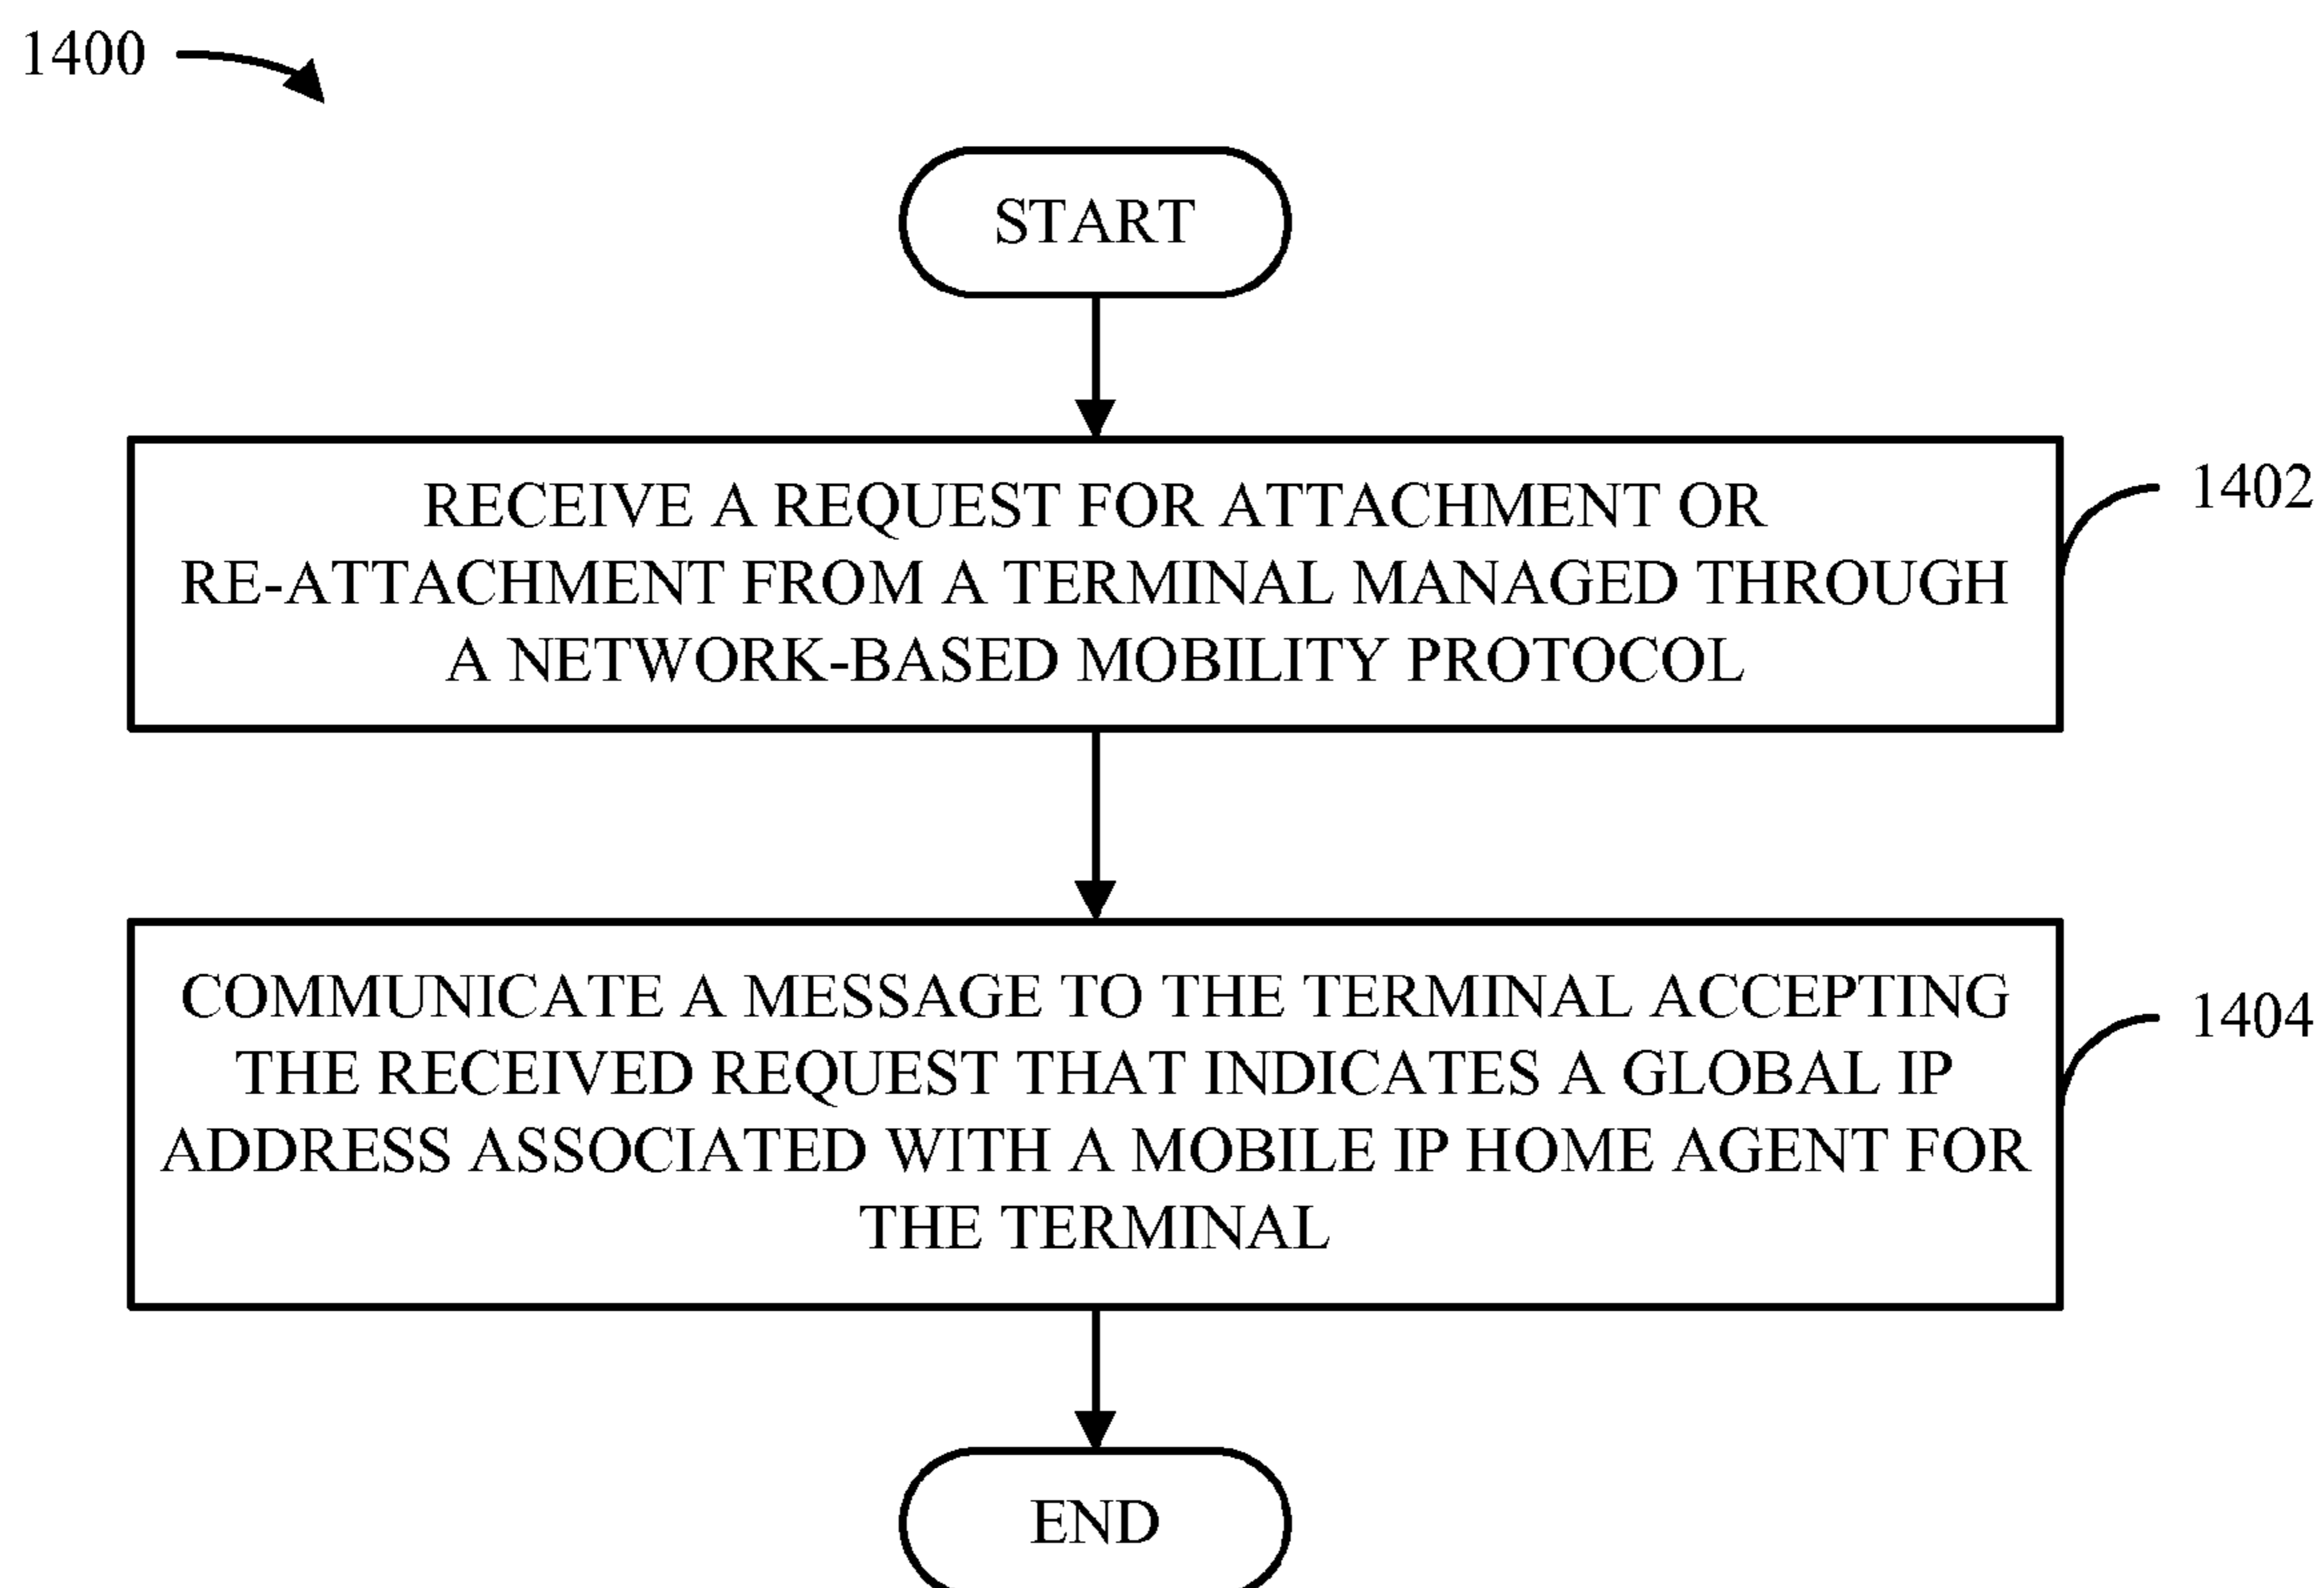 1400
START
RECEIVE A REQUEST FOR ATTACHMENT OR
RE-ATTACHMENT FROM A TERMINAL MANAGED THROUGH
A NETWORK-BASED MOBILITY PROTOCOL
1402
COMMUNICATE A MESSAGE TO THE TERMINAL ACCEPTING
THE RECEIVED REQUEST THAT INDICATES A GLOBAL IP
ADDRESS ASSOCIATED WITH A MOBILE IP HOME AGENT FOR
THE TERMINAL
1404
END